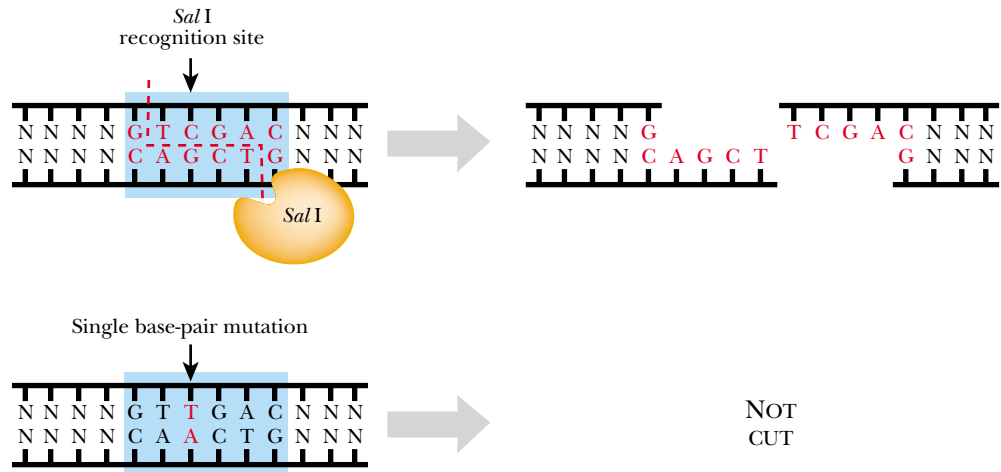 Sal I
recognition site
N N N N G T C G A C N N N
N N N N C A G C T G N N N
Sal I
N N N N G
N N N N C A G C T
T C G A C N N N
G N N N
Single base-pair mutation
N N N N G T T G A C N N N
N N N N C A A C T G N N N
NOT
CUT